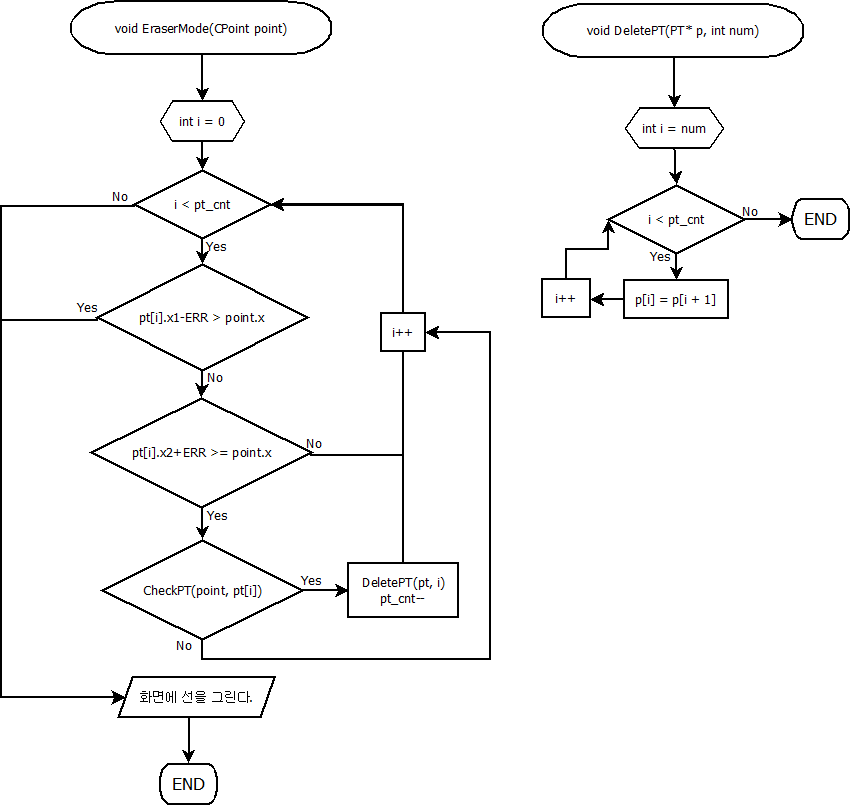 void EraserMode(CPoint point)
int i = 0
i < pt_cnt
No
Yes
pt[i].x1-ERR > point.x
Yes
No
pt[i].x2+ERR >= point.x
No
Yes
CheckPT(point, pt[i])
Yes
No
DeletePT(pt, i)
pt_cnt--
i++
화면에 선을 그린다.
END
void DeletePT(PT* p, int num)
int i = num
i < pt_cnt
No
END
Yes
p[i] = p[i + 1]
i++